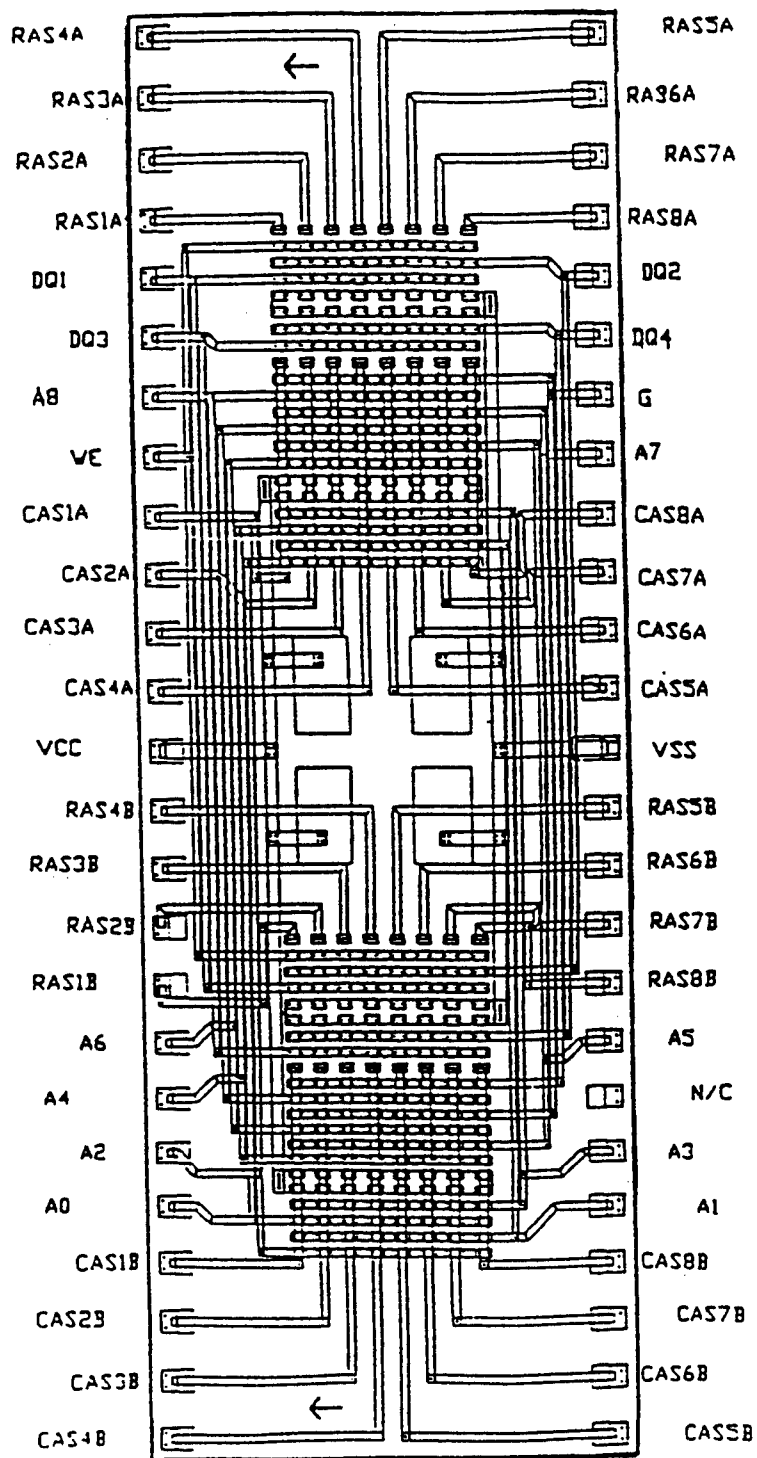 RAS4A RAS5A
RAS3A RA36A
RAS2A RAS7A
RAS1A RAS8A
DQ1 DQ2
DQ3 DQ4
A8 G
WE A7
CAS1A CAS8A
CAS2A CAS7A
CAS3A CAS6A
CAS4A CAS5A
VCC VSS
RAS4B RAS5B
RAS3B RAS6B
RAS2B RAS7B
RAS1B RAS8B
A6 A5
A4 N/C
A2 A3
A0 A1
CAS1B CAS8B
CAS2B CAS7B
CAS3B CAS6B
CAS4B CAS5B